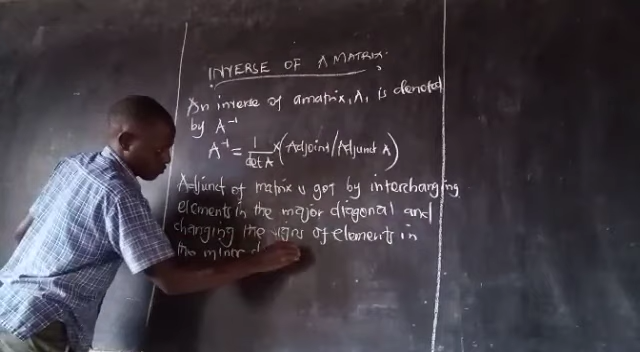 INVERSE OF A MATRIX.
An inverse of amatrix, A, is denoted
by A⁻¹
A⁻¹ = 1/det A × (Adjoint/Adjunct A)
Adjunct of matrix is got by interchanging
elements in the major diagonal and
changing the signs of elements in
the minor d